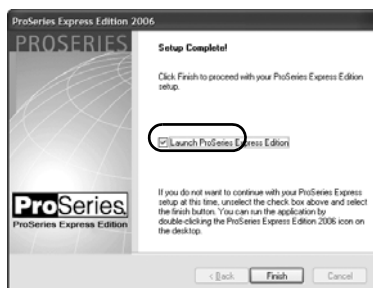 ProSeries Express Edition 2006
PROSERIES
Setup Complete!
Click Finish to proceed with your ProSeries Express Edition
setup.
Launch ProSeries Express Edition
If you do not want to continue with your ProSeries Express
setup at this time, unselect the check box above and select
the finish button. You can run the application by
double-clicking the ProSeries Express Edition 2006 icon on
the desktop.
ProSeries.
ProSeries Express Edition
< Back
Finish
Cancel